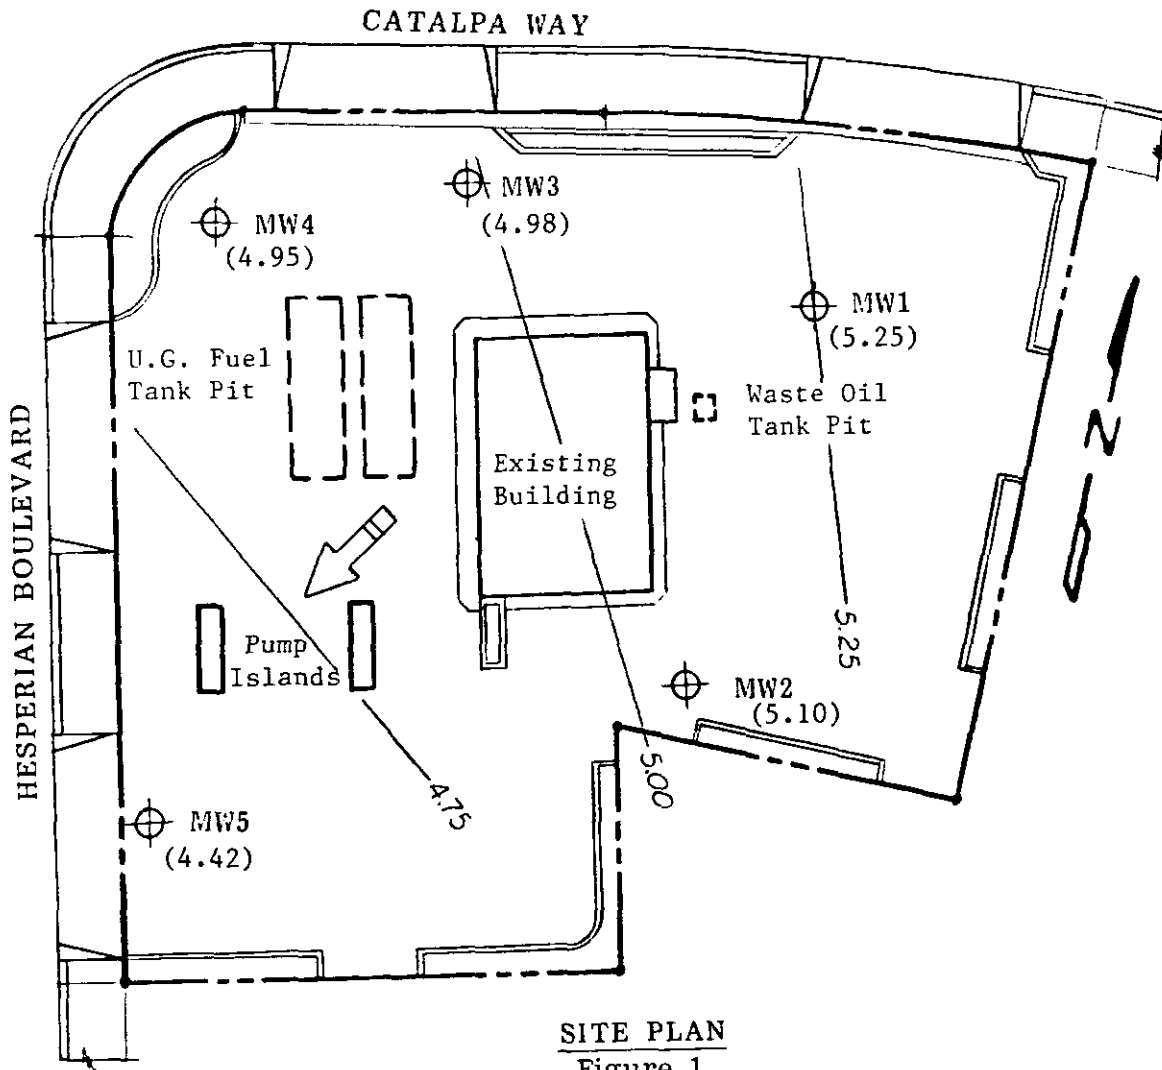 CATALPA WAY
MW3
(4.98)
MW4
(4.95)
MW1
(5.25)
U.G. Fuel
Tank Pit
Waste Oil
Tank Pit
N
HESPERIAN BOULEVARD
Existing
Building
5.25
Pump
Islands
MW2
(5.10)
5.00
4.75
MW5
(4.42)
SITE PLAN
Figure 1